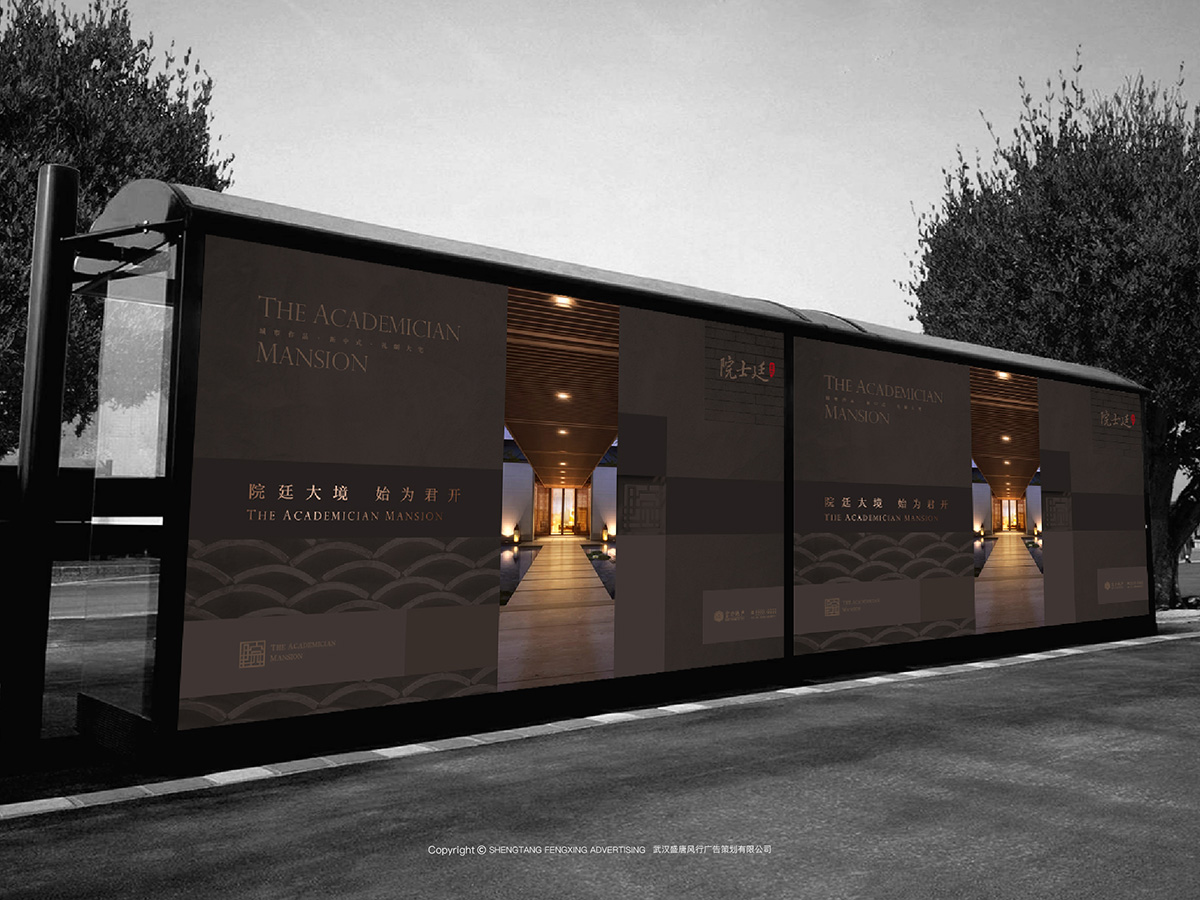 THE ACADEMICIAN
MANSION
院廷大境 始为君开
THE ACADEMICIAN MANSION
THE ACADEMICIAN
MANSION
院士廷
THE ACADEMICIAN
MANSION
院廷大境 始为君开
THE ACADEMICIAN MANSION
THE ACADEMICIAN
MANSION
院士廷
Copyright © SHENGTANG FENGXING ADVERTISING 武汉盛唐风行广告策划有限公司